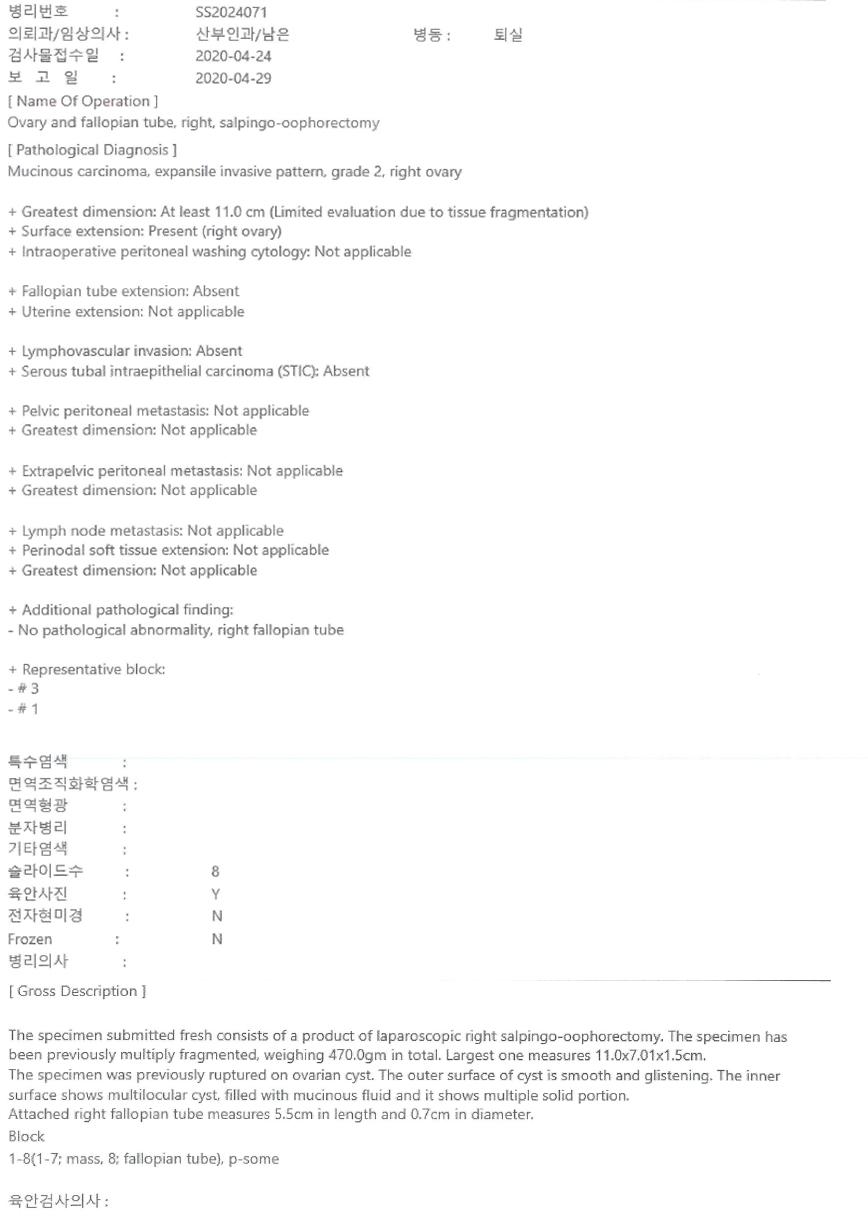 병리번호 : SS2024071
의뢰과/임상의사 : 산부인과/남은 병동 : 퇴실
검사물접수일 : 2020-04-24
보 고 일 : 2020-04-29
[ Name Of Operation ]
Ovary and fallopian tube, right, salpingo-oophorectomy
[ Pathological Diagnosis ]
Mucinous carcinoma, expansile invasive pattern, grade 2, right ovary
+ Greatest dimension: At least 11.0 cm (Limited evaluation due to tissue fragmentation)
+ Surface extension: Present (right ovary)
+ Intraoperative peritoneal washing cytology: Not applicable
+ Fallopian tube extension: Absent
+ Uterine extension: Not applicable
+ Lymphovascular invasion: Absent
+ Serous tubal intraepithelial carcinoma (STIC): Absent
+ Pelvic peritoneal metastasis: Not applicable
+ Greatest dimension: Not applicable
+ Extrapelvic peritoneal metastasis: Not applicable
+ Greatest dimension: Not applicable
+ Lymph node metastasis: Not applicable
+ Perinodal soft tissue extension: Not applicable
+ Greatest dimension: Not applicable
+ Additional pathological finding:
- No pathological abnormality, right fallopian tube
+ Representative block:
- # 3
- # 1
특수염색 :
면역조직화학염색 :
면역형광 :
분자병리 :
기타염색 :
슬라이드수 : 8
육안사진 : Y
전자현미경 : N
Frozen : N
병리의사 :
[ Gross Description ]
The specimen submitted fresh consists of a product of laparoscopic right salpingo-oophorectomy. The specimen has
been previously multiply fragmented, weighing 470.0gm in total. Largest one measures 11.0x7.01x1.5cm.
The specimen was previously ruptured on ovarian cyst. The outer surface of cyst is smooth and glistening. The inner
surface shows multilocular cyst, filled with mucinous fluid and it shows multiple solid portion.
Attached right fallopian tube measures 5.5cm in length and 0.7cm in diameter.
Block
1-8(1-7; mass, 8; fallopian tube), p-some
육안검사의사 :